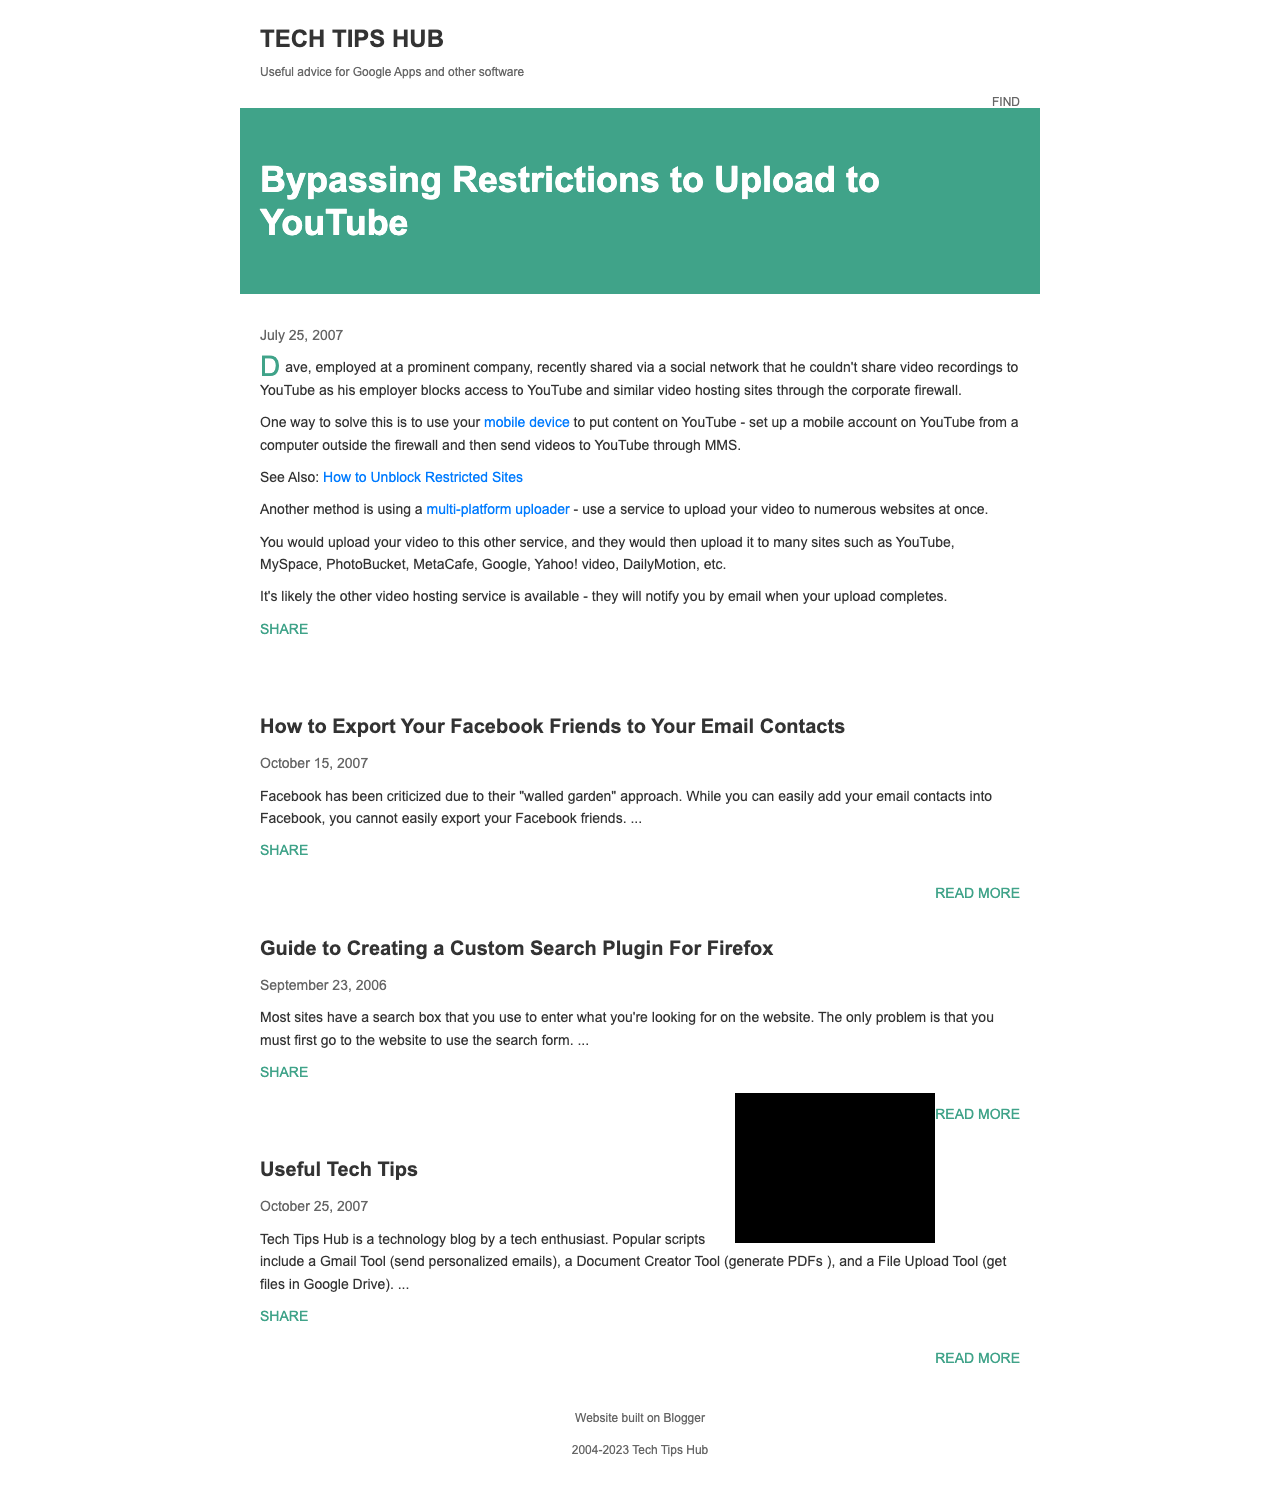 TECH TIPS HUB
Useful advice for Google Apps and other software
FIND
Bypassing Restrictions to Upload to
YouTube
July 25, 2007
Dave, employed at a prominent company, recently shared via a social network that he couldn't share video recordings to
YouTube as his employer blocks access to YouTube and similar video hosting sites through the corporate firewall.
One way to solve this is to use your mobile device to put content on YouTube - set up a mobile account on YouTube from a
computer outside the firewall and then send videos to YouTube through MMS.
See Also: How to Unblock Restricted Sites
Another method is using a multi-platform uploader - use a service to upload your video to numerous websites at once.
You would upload your video to this other service, and they would then upload it to many sites such as YouTube,
MySpace, PhotoBucket, MetaCafe, Google, Yahoo! video, DailyMotion, etc.
It's likely the other video hosting service is available - they will notify you by email when your upload completes.
SHARE
How to Export Your Facebook Friends to Your Email Contacts
October 15, 2007
Facebook has been criticized due to their "walled garden" approach. While you can easily add your email contacts into
Facebook, you cannot easily export your Facebook friends. ...
SHARE
READ MORE
Guide to Creating a Custom Search Plugin For Firefox
September 23, 2006
Most sites have a search box that you use to enter what you're looking for on the website. The only problem is that you
must first go to the website to use the search form. ...
SHARE
READ MORE
Useful Tech Tips
October 25, 2007
Tech Tips Hub is a technology blog by a tech enthusiast. Popular scripts
include a Gmail Tool (send personalized emails), a Document Creator Tool (generate PDFs ), and a File Upload Tool (get
files in Google Drive). ...
SHARE
READ MORE
Website built on Blogger
2004-2023 Tech Tips Hub